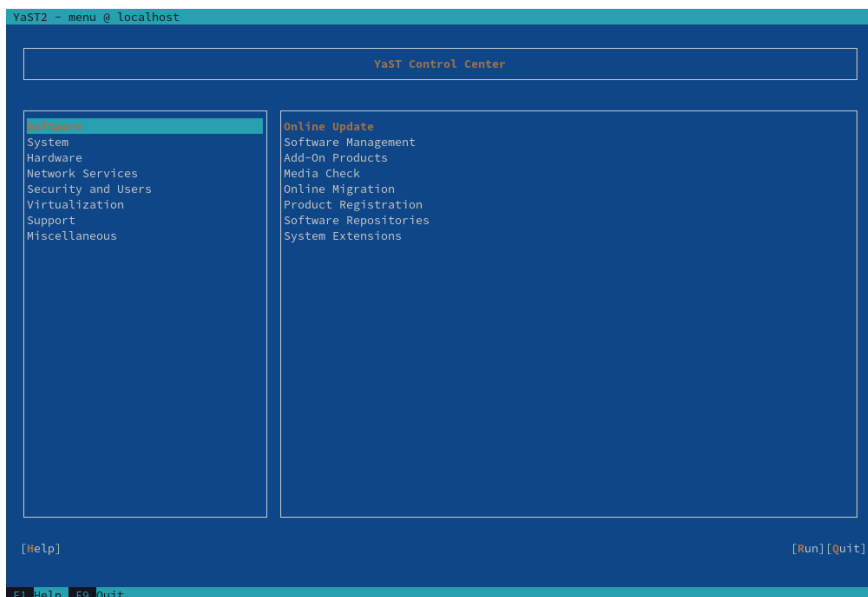 YaST2 - menu @ localhost
YaST Control Center
Software
System
Hardware
Network Services
Security and Users
Virtualization
Support
Miscellaneous
Online Update
Software Management
Add-On Products
Media Check
Online Migration
Product Registration
Software Repositories
System Extensions
[Help]
[Run][Quit]
F1 Help F9 Quit